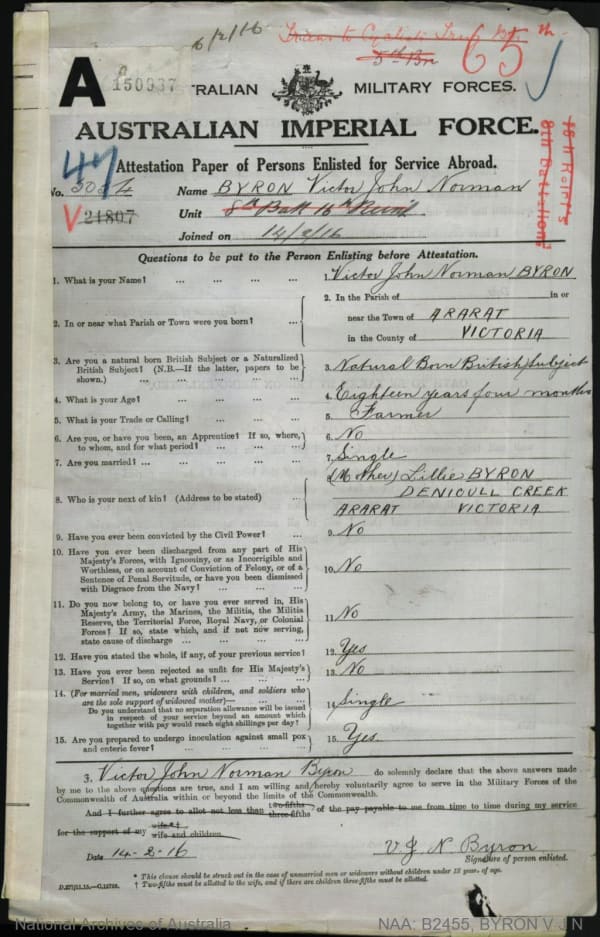 6/2/16
Trans to Cyclist
5th Bn
65th
A
150937
AUSTRALIAN MILITARY FORCES.
AUSTRALIAN IMPERIAL FORCE.
Attestation Paper of Persons Enlisted for Service Abroad.
16th Reinfts
8th Battalion
47
No. 5034 Name BYRON Victor John Norman
V 21807 Unit 8th Batt 16th Reinf
Joined on 14/2/16
Questions to be put to the Person Enlisting before Attestation.
1. What is your Name? ... ... ... ... 1. Victor John Norman BYRON
2. In or near what Parish or Town were you born? ... 2. In the Parish of in or
near the Town of ARARAT
in the County of VICTORIA
3. Are you a natural born British Subject or a Naturalized
British Subject? (N.B.—If the latter, papers to be
shown.) ... ... ... ... ... 3. Natural Born British Subject
4. What is your Age? ... ... ... ... 4. Eighteen years four months
5. What is your Trade or Calling? ... ... ... 5. Farmer
6. Are you, or have you been, an Apprentice? If so, where,
to whom, and for what period? ... ... ... 6. No
7. Are you married? ... ... ... ... 7. Single
8. Who is your next of kin? (Address to be stated) ... (Mother) Lillie BYRON
DENICULL CREEK
ARARAT VICTORIA
9. Have you ever been convicted by the Civil Power? ... 9. No
10. Have you ever been discharged from any part of His
Majesty's Forces, with Ignominy, or as Incorrigible and
Worthless, or on account of Conviction of Felony, or of a
Sentence of Penal Servitude, or have you been dismissed
with Disgrace from the Navy? ... ... ... 10. No
11. Do you now belong to, or have you ever served in, His
Majesty's Army, the Marines, the Militia, the Militia
Reserve, the Territorial Force, Royal Navy, or Colonial
Forces? If so, state which, and if not now serving,
state cause of discharge ... ... ... 11. No
12. Have you stated the whole, if any, of your previous service? 12. Yes
13. Have you ever been rejected as unfit for His Majesty's
Service? If so, on what grounds? ... ... ... 13. No
14. (For married men, widowers with children, and soldiers who
are the sole support of widowed mother)—
Do you understand that no separation allowance will be issued
in respect of your service beyond an amount which
together with pay would reach eight shillings per day? 14. Single
15. Are you prepared to undergo inoculation against small pox
and enteric fever? ... ... ... ... 15. Yes
3. Victor John Norman Byron do solemnly declare that the above answers made
by me to the above questions are true, and I am willing and hereby voluntarily agree to serve in the Military Forces of the
Commonwealth of Australia within or beyond the limits of the Commonwealth.
And I further agree to allot not less than two-fifths three-fifths of the pay payable to me from time to time during my service
for the support of my wife*† wife and children.
Date 14-2-16 V J N Byron
Signature of person enlisted.
* This clause should be struck out in the case of unmarried men or widowers without children under 18 years of age.
† Two-fifths must be allotted to the wife, and if there are children three-fifths must be allotted.
National Archives of Australia NAA: B2455, BYRON V J N